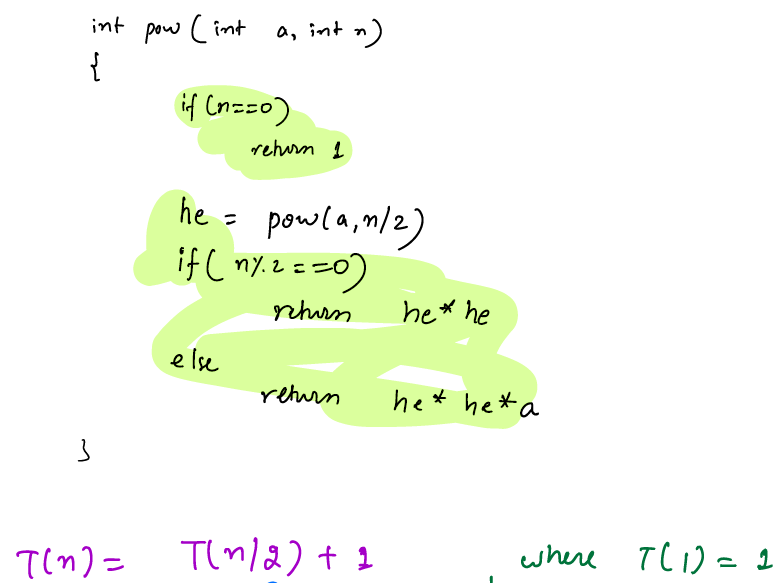 int pow (int a, int n)
{
if (n==0)
return 1
he = pow(a, n/2)
if( n%2 ==0)
return he* he
else
return he* he*a
}
T(n) = T(n/2) + 1 where T(1) = 1